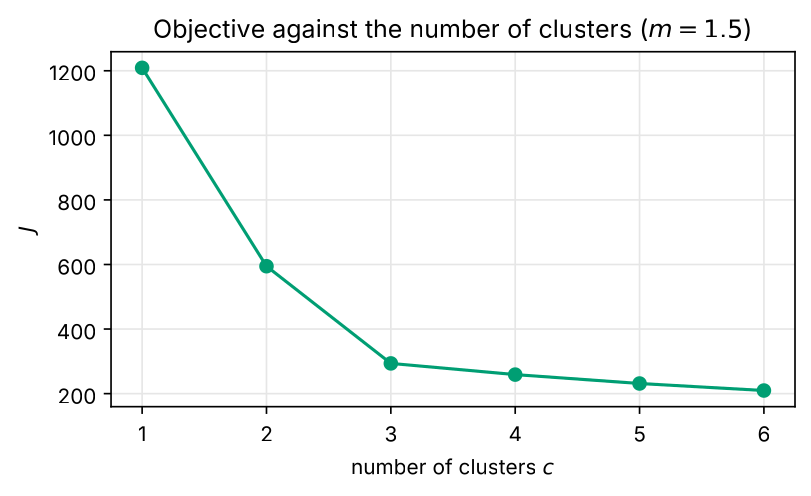 Objective against the number of clusters (m = 1.5)
1200
1000
800
600
400
200
J
1 2 3 4 5 6
number of clusters c